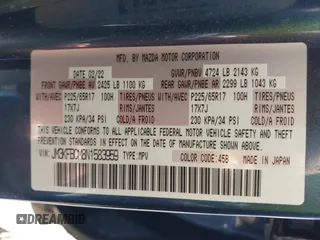 MFD. BY MAZDA MOTOR CORPORATION
DATE 02/22 GVWR/PNBV 4724 LB 2143 KG
FRONT GAWR/PNBE AV 2425 LB 1100 KG REAR GAWR/PNBE AR 2299 LB 1043 KG
WITH/AVEC P225/65R17 100H TIRES/PNEUS WITH/AVEC P225/65R17 100H TIRES/PNEUS
17X7J RIMS/JANTES 17X7J RIMS/JANTES
230 KPA/34 PSI COLD/A FROID 230 KPA/34 PSI COLD/A FROID
THIS VEHICLE CONFORMS TO ALL APPLICABLE FEDERAL MOTOR VEHICLE SAFETY, BUMPER, AND THEFT PREVENTION STANDARDS IN EFFECT ON THE DATE OF MANUFACTURE SHOWN ABOVE.
VIN: TYPE: MPV
COLOR: 45B MADE IN JAPAN
DREAMBID